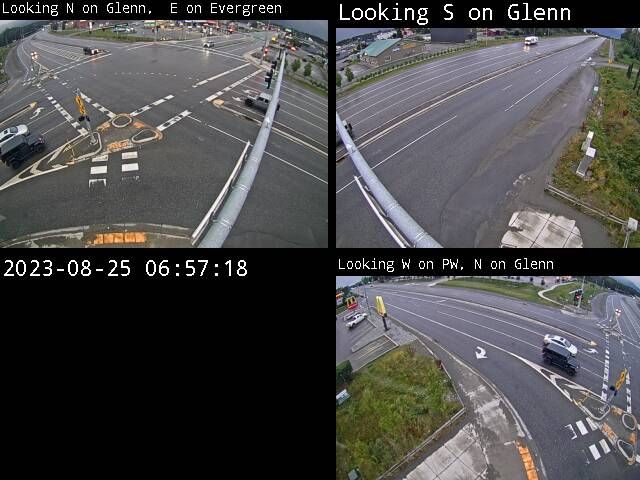 Looking N on Glenn,  E on Evergreen
Looking S on Glenn
2023-08-25 06:57:18
Looking W on PW, N on Glenn